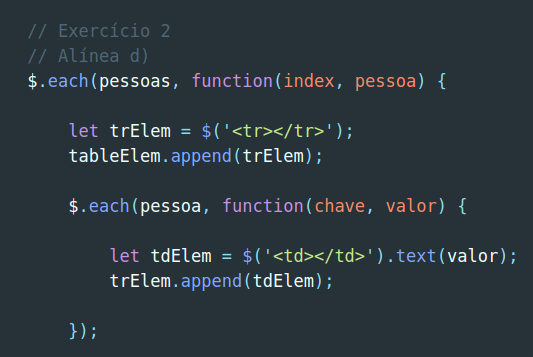 // Exercício 2
// Alínea d)
$.each(pessoas, function(index, pessoa) {
let trElem = $('<tr></tr>');
tableElem.append(trElem);
$.each(pessoa, function(chave, valor) {
let tdElem = $('<td></td>').text(valor);
trElem.append(tdElem);
});